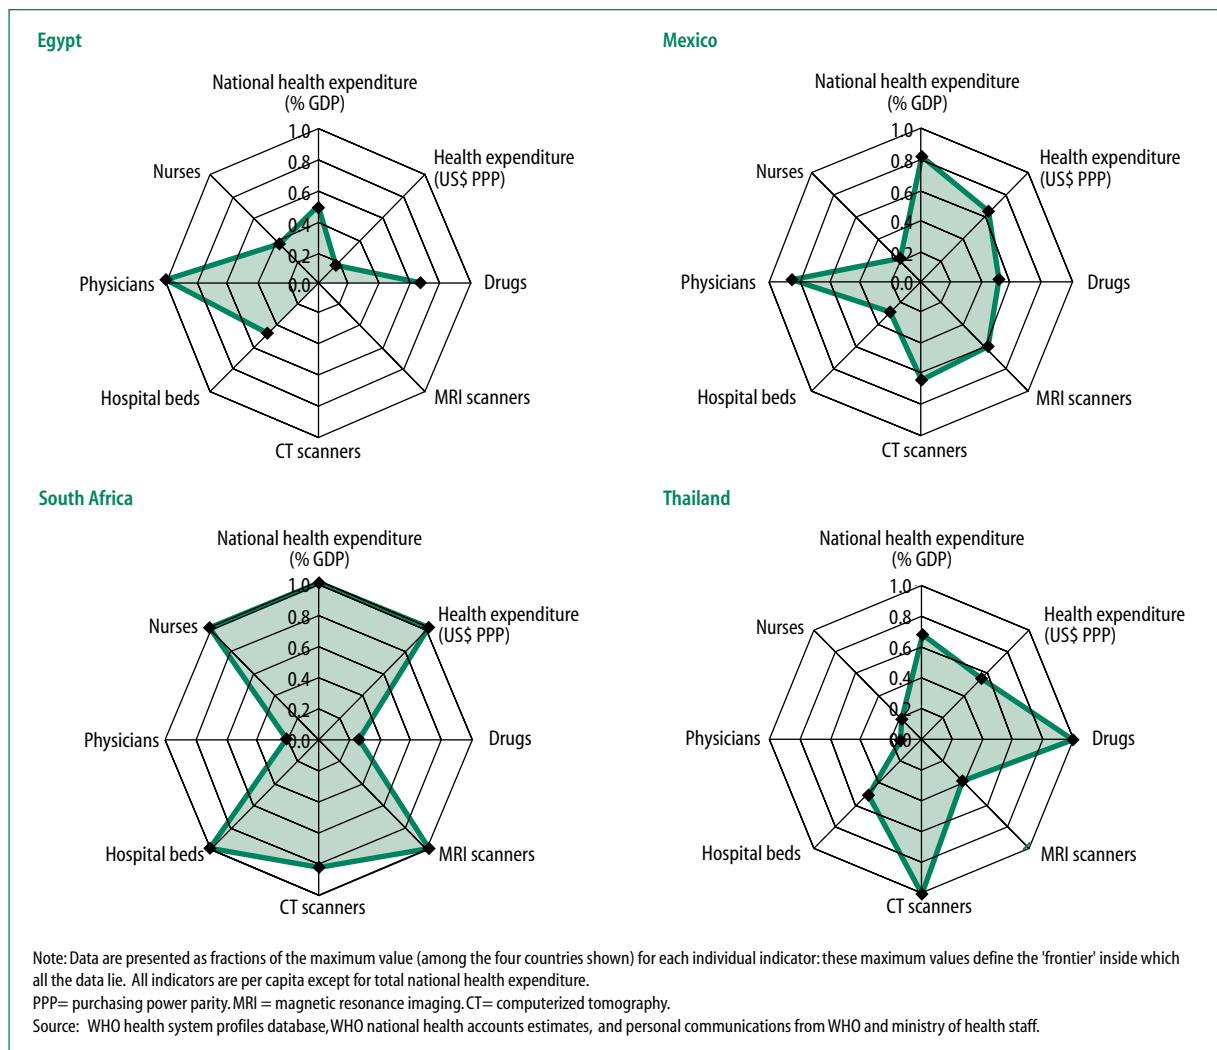 Egypt
National health expenditure
(% GDP)
1.0
0.8
0.6
0.4
0.2
0.0
Health expenditure
(US$ PPP)
Drugs
MRI scanners
CT scanners
Hospital beds
Physicians
Nurses
Mexico
National health expenditure
(% GDP)
1.0
0.8
0.6
0.4
0.2
0.0
Health expenditure
(US$ PPP)
Drugs
MRI scanners
CT scanners
Hospital beds
Physicians
Nurses
South Africa
National health expenditure
(% GDP)
1.0
0.8
0.6
0.4
0.2
0.0
Health expenditure
(US$ PPP)
Drugs
MRI scanners
CT scanners
Hospital beds
Physicians
Nurses
Thailand
National health expenditure
(% GDP)
1.0
0.8
0.6
0.4
0.2
0.0
Health expenditure
(US$ PPP)
Drugs
MRI scanners
CT scanners
Hospital beds
Physicians
Nurses
Note: Data are presented as fractions of the maximum value (among the four countries shown) for each individual indicator: these maximum values define the 'frontier' inside which
all the data lie. All indicators are per capita except for total national health expenditure.
PPP= purchasing power parity. MRI = magnetic resonance imaging. CT= computerized tomography.
Source: WHO health system profiles database, WHO national health accounts estimates, and personal communications from WHO and ministry of health staff.